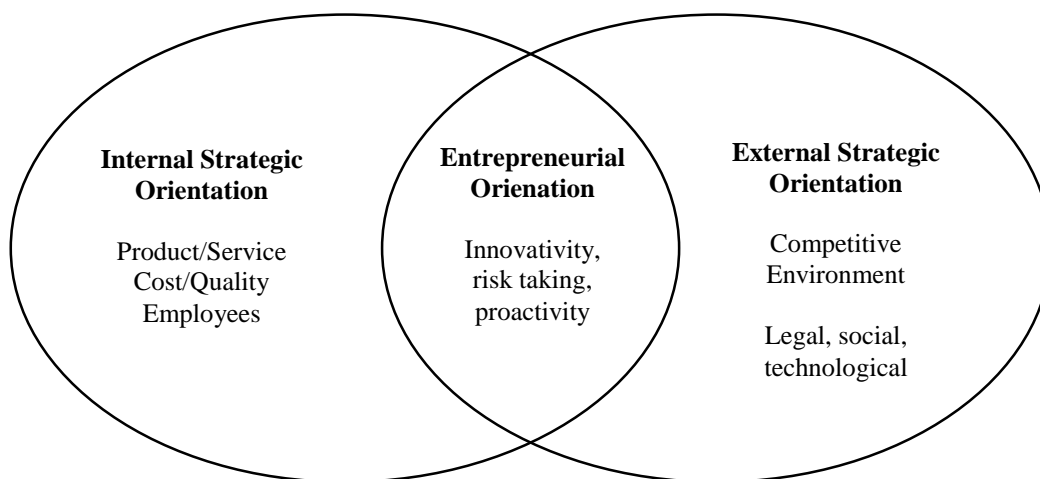 Internal Strategic
Orientation
Product/Service
Cost/Quality
Employees
Entrepreneurial
Orienation
Innovativity,
risk taking,
proactivity
External Strategic
Orientation
Competitive
Environment
Legal, social,
technological